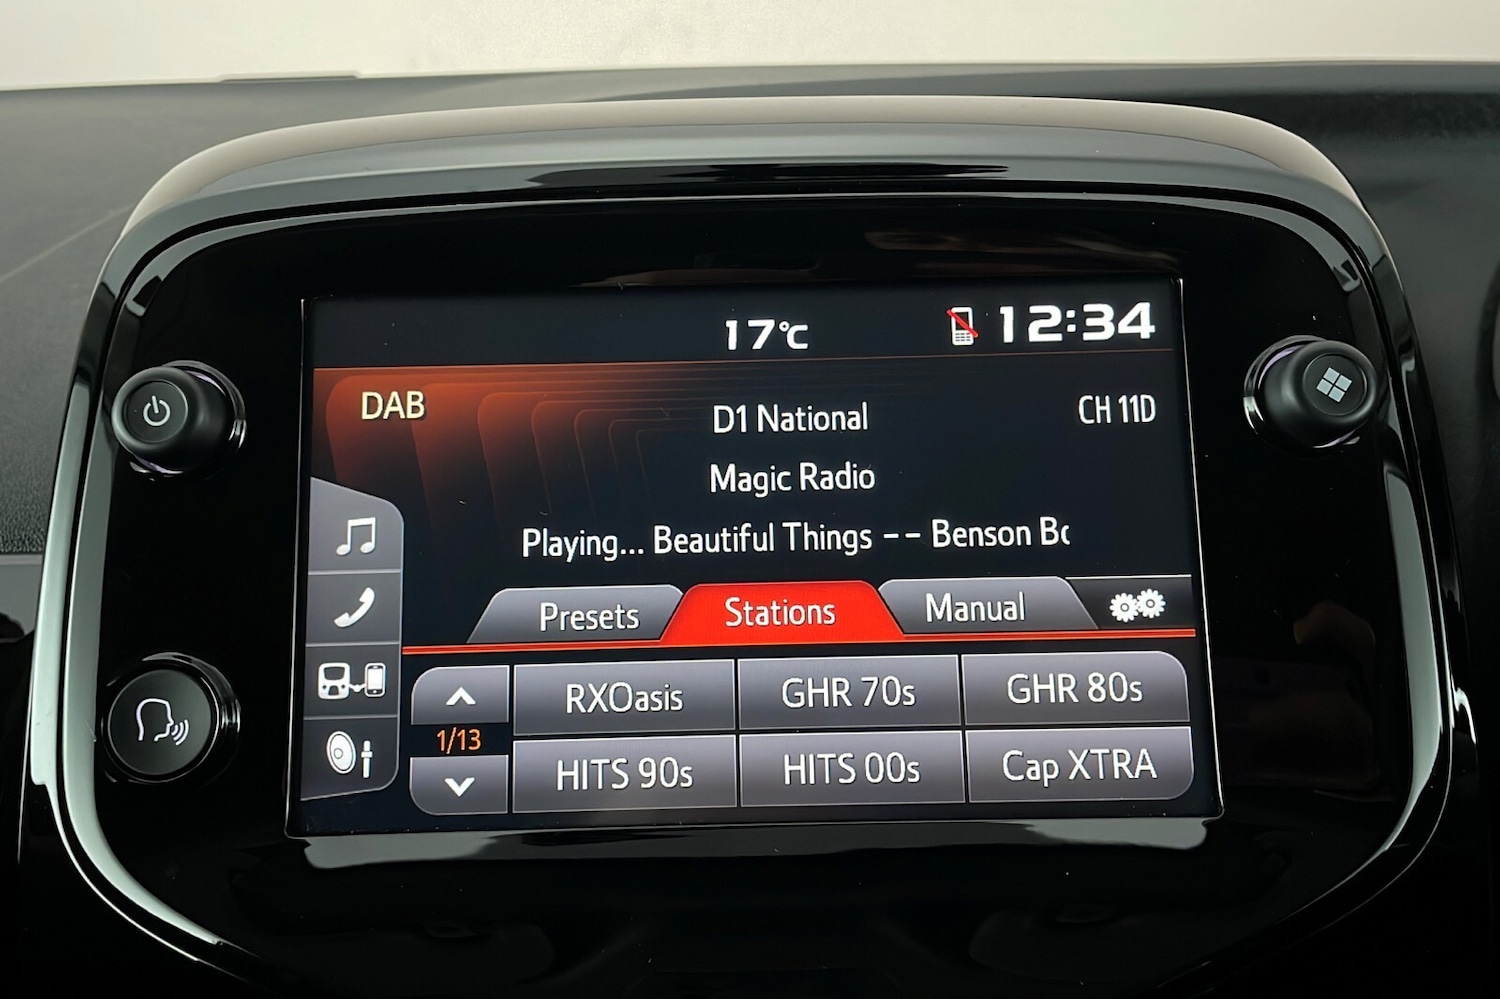 17°C
12:34
DAB
D1 National
CH 11D
Magic Radio
Playing... Beautiful Things -- Benson Bo
Presets
Stations
Manual
RXOasis
GHR 70s
GHR 80s
1/13
HITS 90s
HITS 00s
Cap XTRA